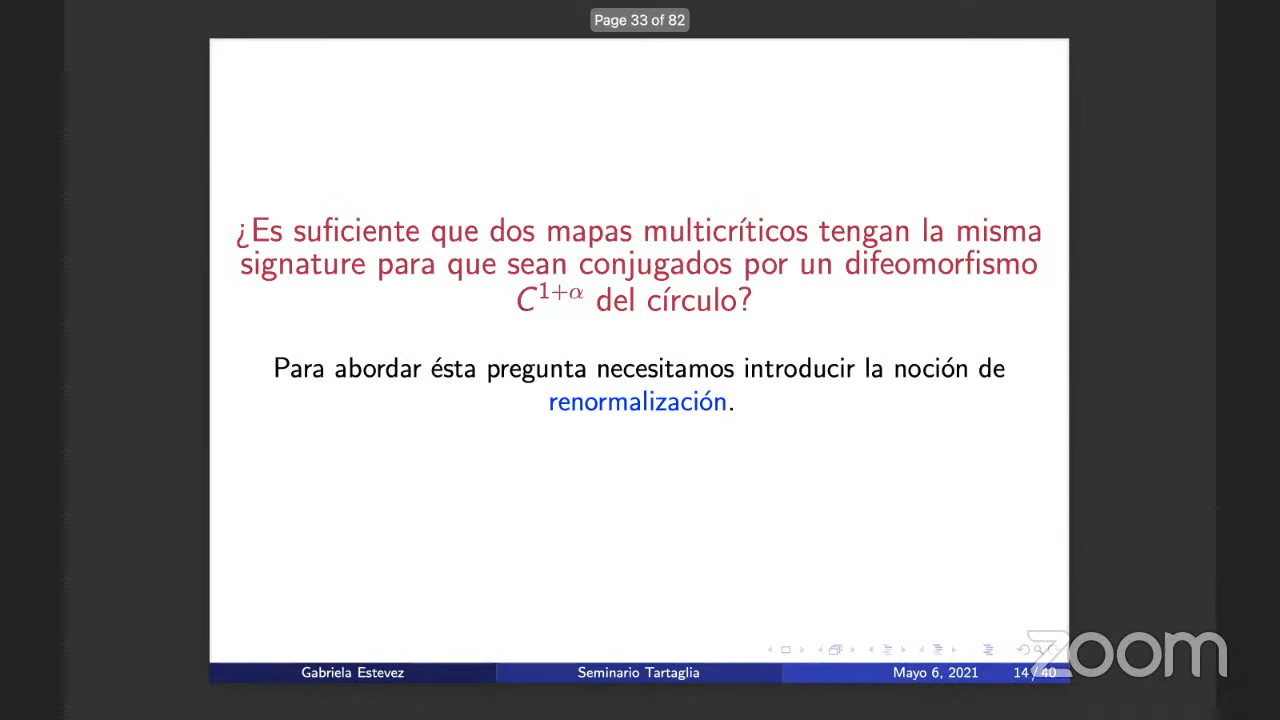 Page 33 of 82
¿Es suficiente que dos mapas multicríticos tengan la misma
signature para que sean conjugados por un difeomorfismo
C^{1+α} del círculo?
Para abordar ésta pregunta necesitamos introducir la noción de
renormalización.
Gabriela Estevez
Seminario Tartaglia
Mayo 6, 2021
14 / 40
zoom